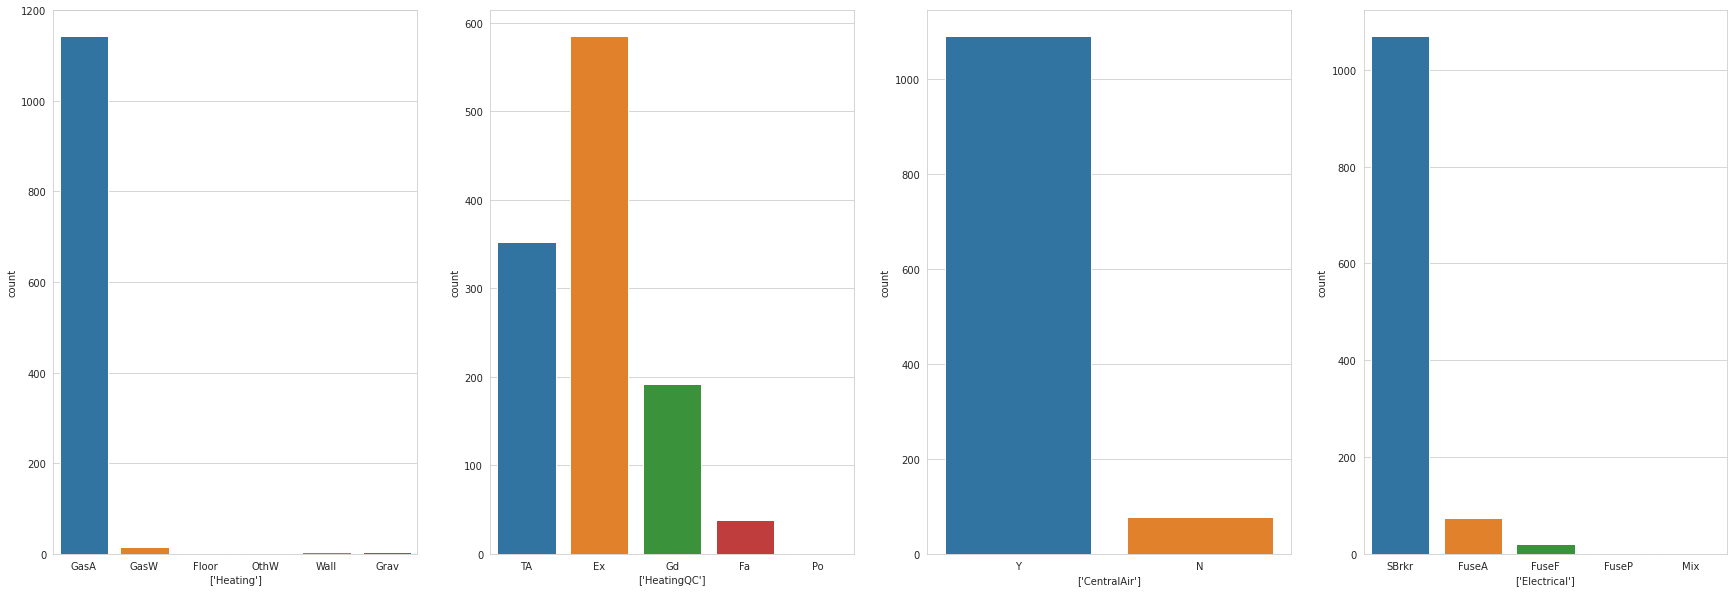 1200
1000
800
600
400
200
0
count
GasA GasW Floor OthW Wall Grav
['Heating']
600
500
400
300
200
100
0
count
TA Ex Gd Fa Po
['HeatingQC']
1000
800
600
400
200
0
count
Y N
['CentralAir']
1000
800
600
400
200
0
count
SBrkr FuseA FuseF FuseP Mix
['Electrical']